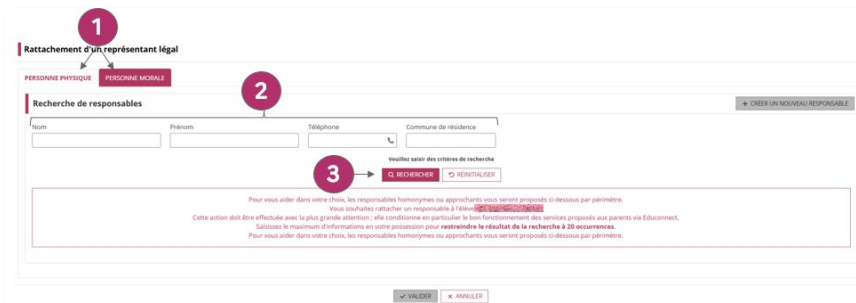 1
Rattachement d'un représentant légal
PERSONNE PHYSIQUE PERSONNE MORALE
2
Recherche de responsables + CRÉER UN NOUVEAU RESPONSABLE
Nom Prénom Téléphone Commune de résidence
Veuillez saisir des critères de recherche
3 RECHERCHER RÉINITIALISER
Pour vous aider dans votre choix, les responsables homonymes ou approchants vous seront proposés ci-dessous par périmètre.
Vous souhaitez rattacher un responsable à l'élève
Cette action doit être effectuée avec la plus grande attention ; elle conditionne en particulier le bon fonctionnement des services proposés aux parents via Educonnect.
Saisissez le maximum d'informations en votre possession pour restreindre le résultat de la recherche à 20 occurrences.
Pour vous aider dans votre choix, les responsables homonymes ou approchants vous seront proposés ci-dessous par périmètre.
✓ VALIDER × ANNULER